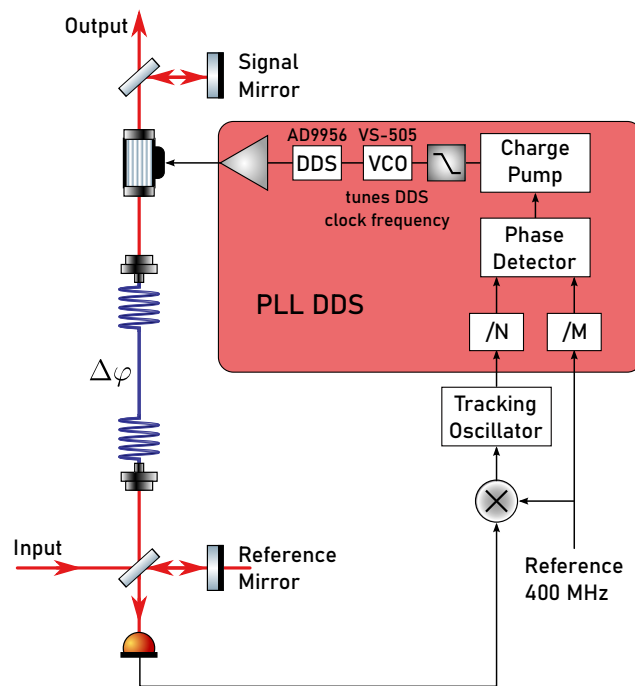 Output
Signal
Mirror
AD9956 VS-505
DDS
VCO
Charge
Pump
tunes DDS
clock frequency
Phase
Detector
PLL DDS
/N
/M
Δφ
Tracking
Oscillator
Input
Reference
Mirror
Reference
400 MHz